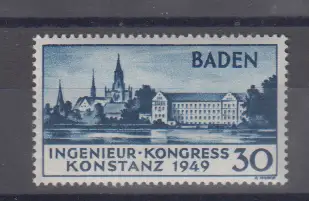 BADEN
INGENIEUR·KONGRESS
KONSTANZ 1949 30